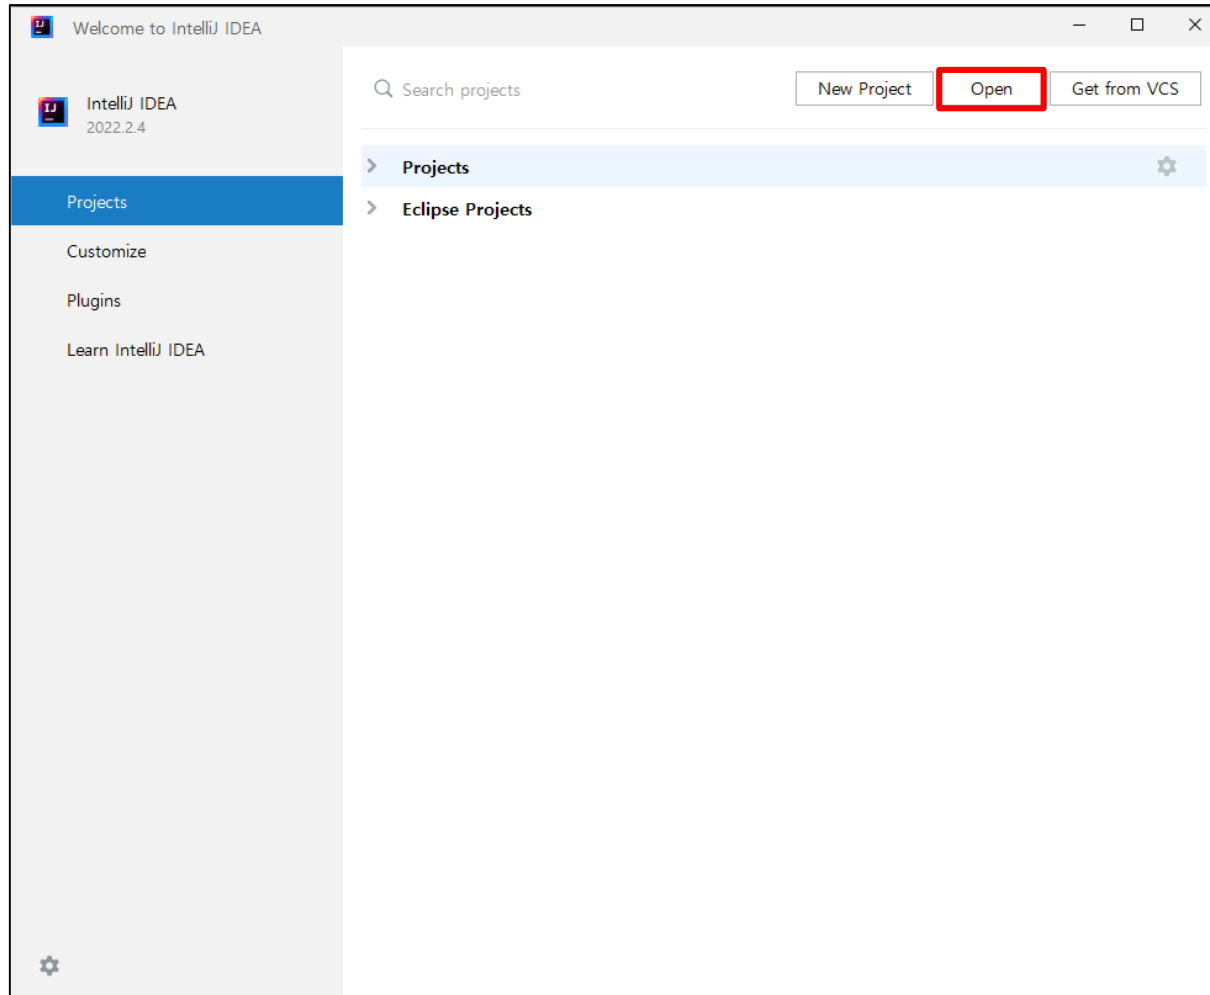 Welcome to IntelliJ IDEA
IntelliJ IDEA
2022.2.4
Projects
Customize
Plugins
Learn IntelliJ IDEA
Search projects
New Project
Open
Get from VCS
Projects
Eclipse Projects